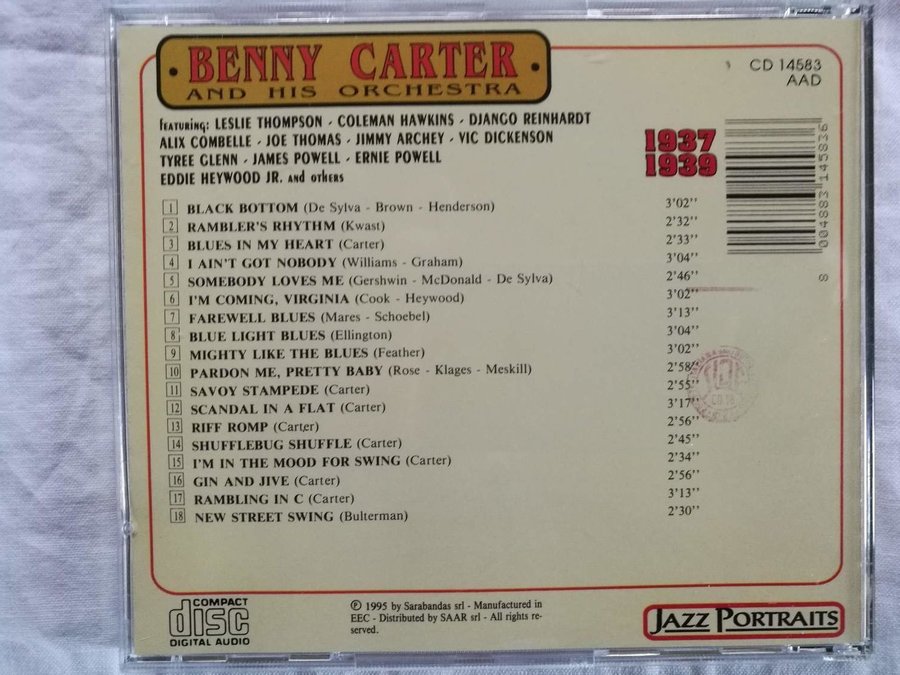 BENNY CARTER
AND HIS ORCHESTRA
CD 14583
AAD
FEATURING: LESLIE THOMPSON - COLEMAN HAWKINS - DJANGO REINHARDT
ALIX COMBELLE - JOE THOMAS - JIMMY ARCHEY - VIC DICKENSON
TYREE GLENN - JAMES POWELL - ERNIE POWELL
EDDIE HEYWOOD JR. AND OTHERS
1937
1939
8 004883 145836
1 BLACK BOTTOM (De Sylva - Brown - Henderson) 3'02''
2 RAMBLER'S RHYTHM (Kwast) 2'32''
3 BLUES IN MY HEART (Carter) 2'33''
4 I AIN'T GOT NOBODY (Williams - Graham) 3'04''
5 SOMEBODY LOVES ME (Gershwin - McDonald - De Sylva) 2'46''
6 I'M COMING, VIRGINIA (Cook - Heywood) 3'02''
7 FAREWELL BLUES (Mares - Schoebel) 3'13''
8 BLUE LIGHT BLUES (Ellington) 3'04''
9 MIGHTY LIKE THE BLUES (Feather) 3'02''
10 PARDON ME, PRETTY BABY (Rose - Klages - Meskill) 2'58''
11 SAVOY STAMPEDE (Carter) 2'55''
12 SCANDAL IN A FLAT (Carter) 3'17''
13 RIFF ROMP (Carter) 2'56''
14 SHUFFLEBUG SHUFFLE (Carter) 2'45''
15 I'M IN THE MOOD FOR SWING (Carter) 2'34''
16 GIN AND JIVE (Carter) 2'56''
17 RAMBLING IN C (Carter) 3'13''
18 NEW STREET SWING (Bulterman) 2'30''
COMPACT
disc
DIGITAL AUDIO
℗ 1995 by Sarabandas srl - Manufactured in
EEC - Distributed by SAAR srl - All rights re-
served.
JAZZ PORTRAITS